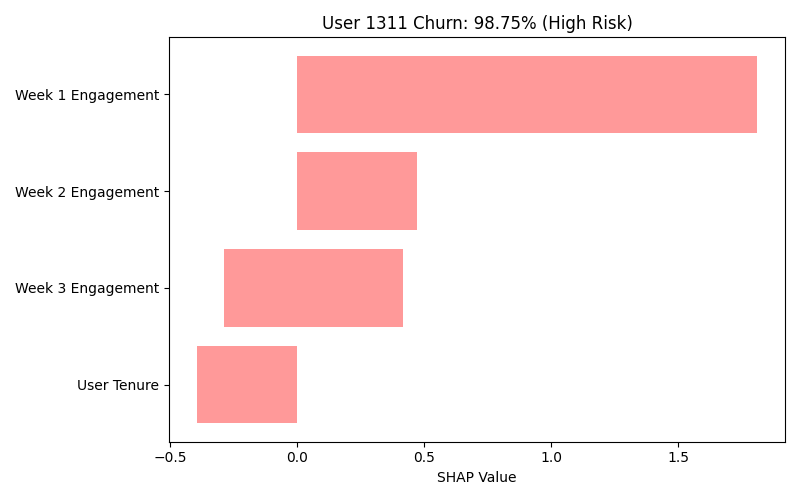 User 1311 Churn: 98.75% (High Risk)
Week 1 Engagement
Week 2 Engagement
Week 3 Engagement
User Tenure
−0.5 0.0 0.5 1.0 1.5
SHAP Value